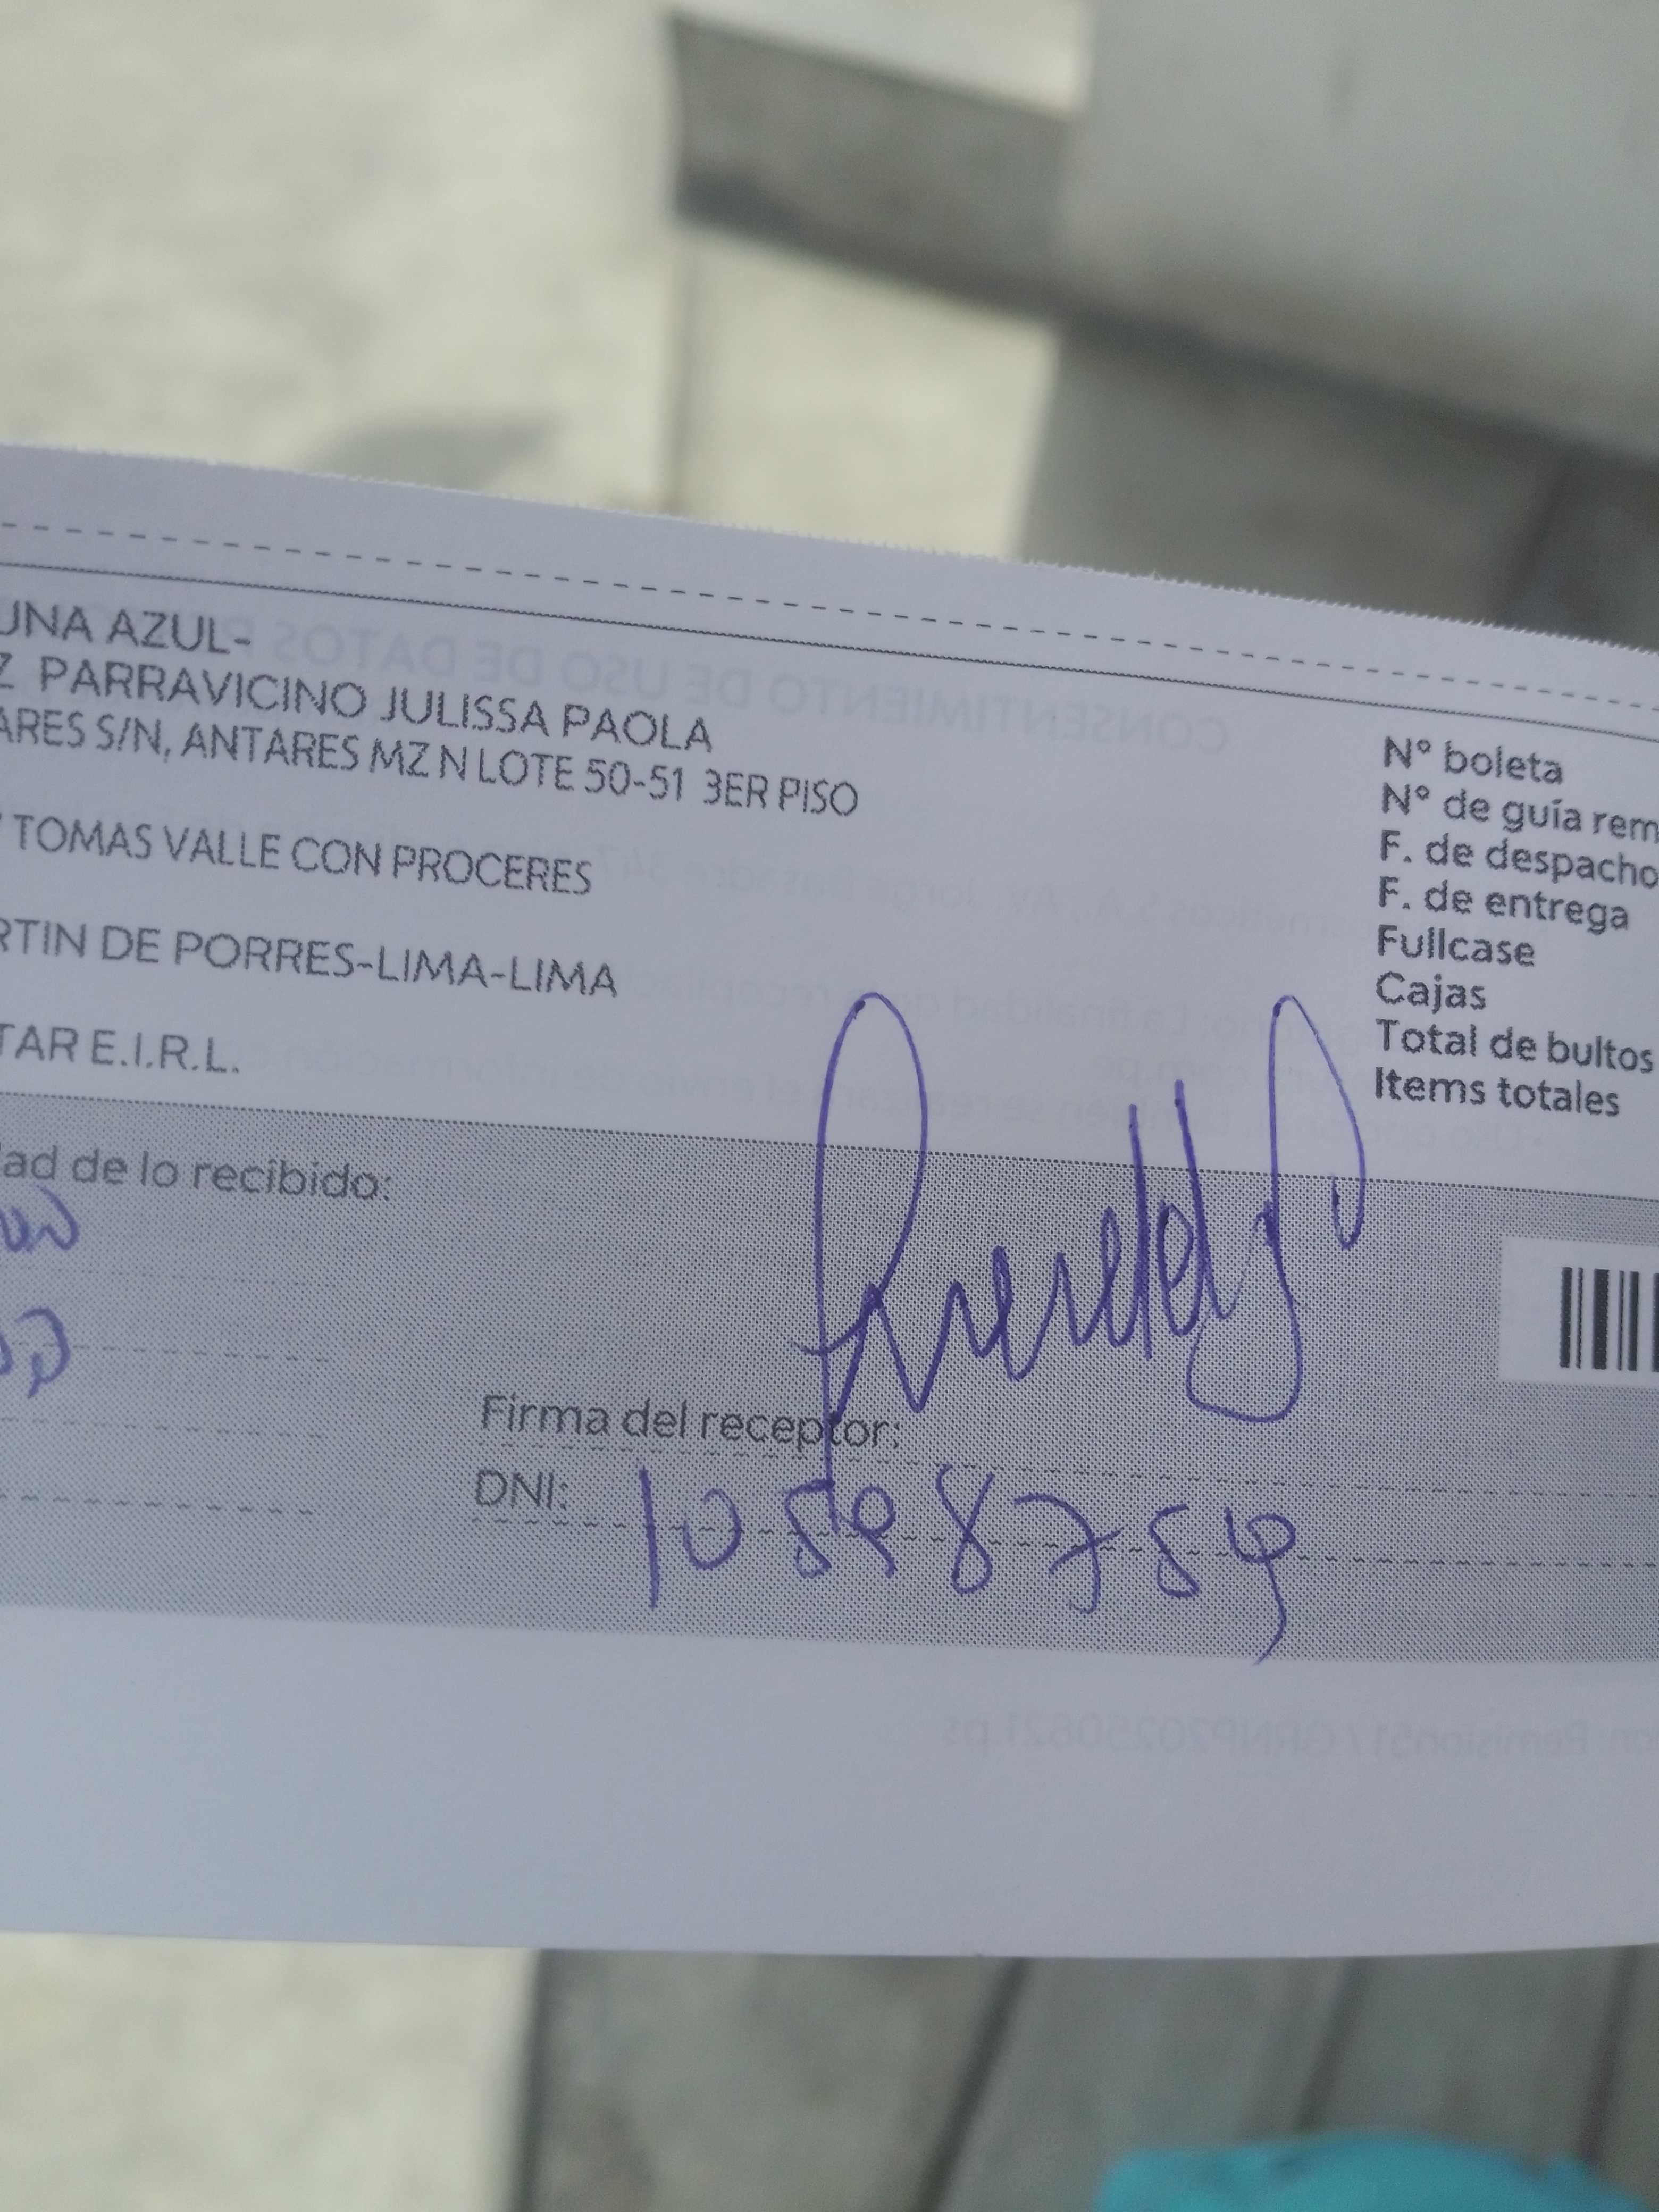 UNA AZUL-
Z PARRAVICINO JULISSA PAOLA
ARES S/N, ANTARES MZ N LOTE 50-51 3ER PISO
TOMAS VALLE CON PROCERES
RTIN DE PORRES-LIMA-LIMA
TAR E.I.R.L.
N° boleta
N° de guía rem
F. de despacho
F. de entrega
Fullcase
Cajas
Total de bultos
Items totales
dad de lo recibido:
Firma del receptor:
DNI: 10598759